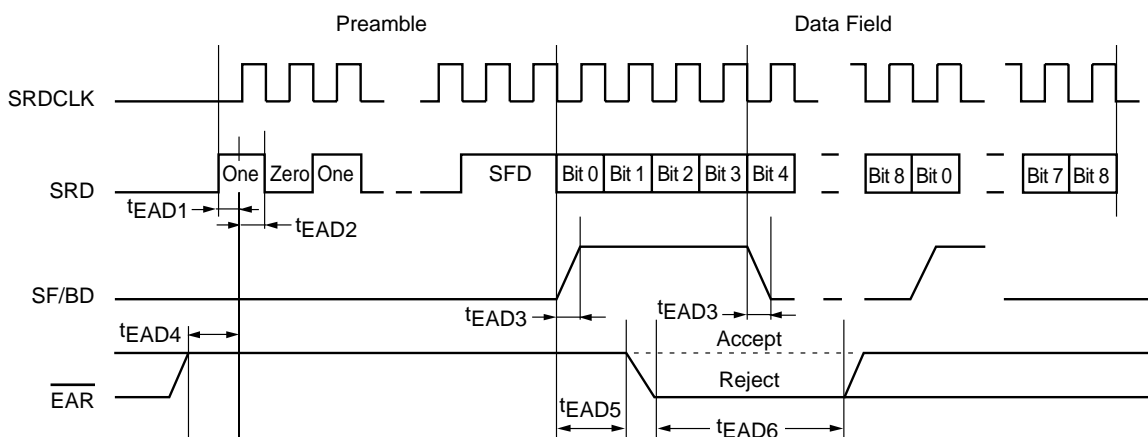 Preamble Data Field
SRDCLK
SRD One Zero One SFD Bit 0 Bit 1 Bit 2 Bit 3 Bit 4 Bit 8 Bit 0 Bit 7 Bit 8
tEAD1 tEAD2
SF/BD
tEAD4 tEAD3 tEAD3
Accept
EAR Reject
tEAD5 tEAD6